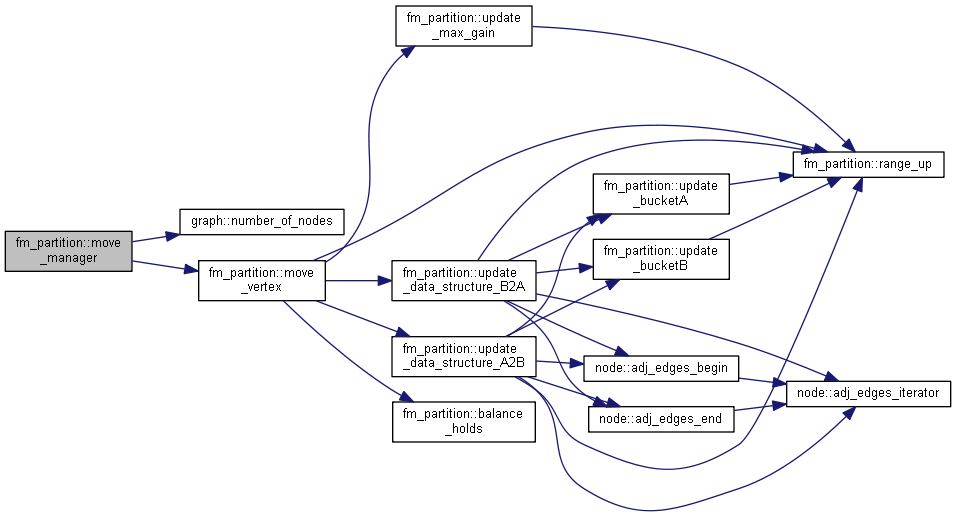 fm_partition::move
_manager
graph::number_of_nodes
fm_partition::move
_vertex
fm_partition::update
_max_gain
fm_partition::update
_data_structure_B2A
fm_partition::update
_data_structure_A2B
fm_partition::balance
_holds
fm_partition::update
_bucketA
fm_partition::update
_bucketB
node::adj_edges_begin
node::adj_edges_end
fm_partition::range_up
node::adj_edges_iterator